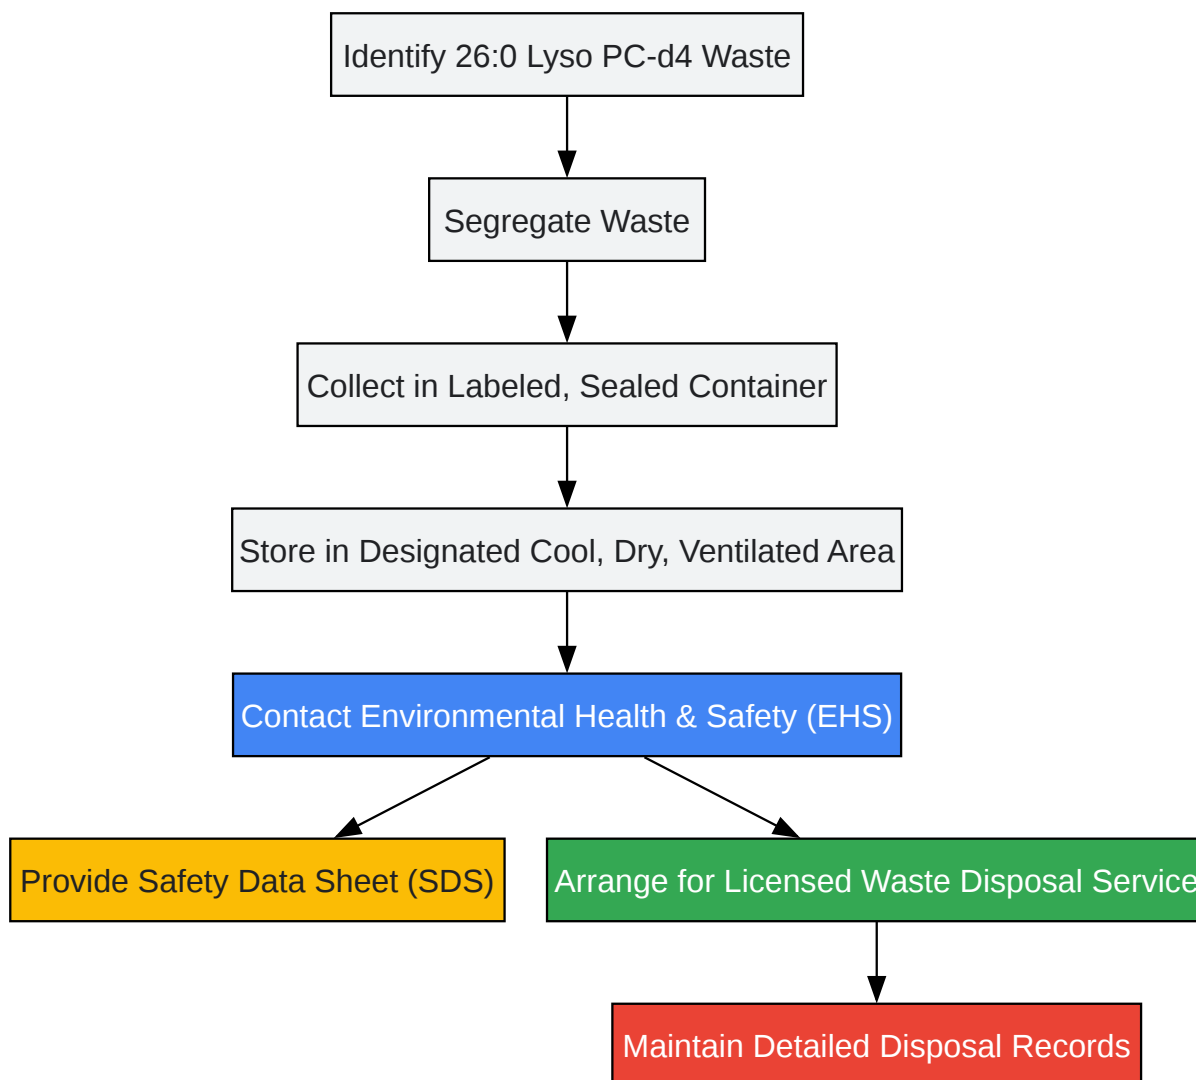 Identify 26:0 Lyso PC-d4 Waste
Segregate Waste
Collect in Labeled, Sealed Container
Store in Designated Cool, Dry, Ventilated Area
Contact Environmental Health & Safety (EHS)
Provide Safety Data Sheet (SDS)
Arrange for Licensed Waste Disposal Service
Maintain Detailed Disposal Records